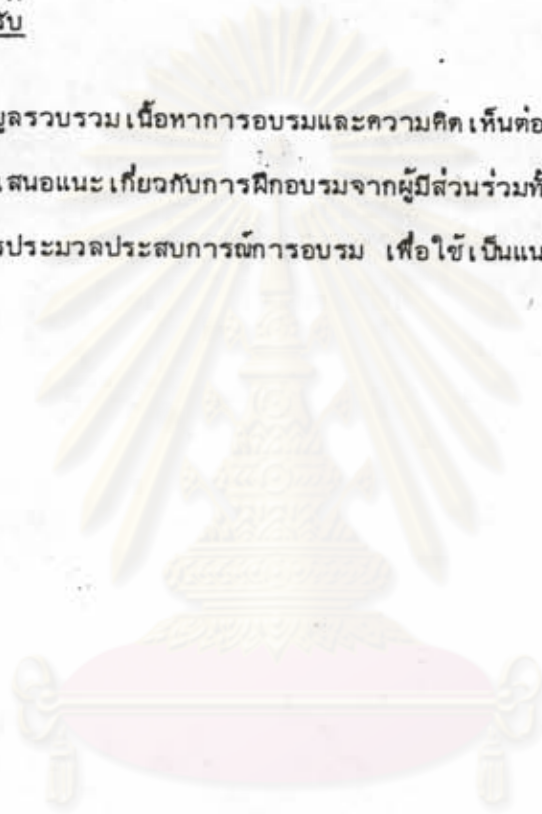 รับ
มูลรวบรวมเนื้อหาการอบรมและความคิดเห็นต่อ
เสนอแนะเกี่ยวกับการฝึกอบรมจากผู้มีส่วนร่วมทั้
รประมวลประสบการณ์การอบรม เพื่อใช้เป็นแน